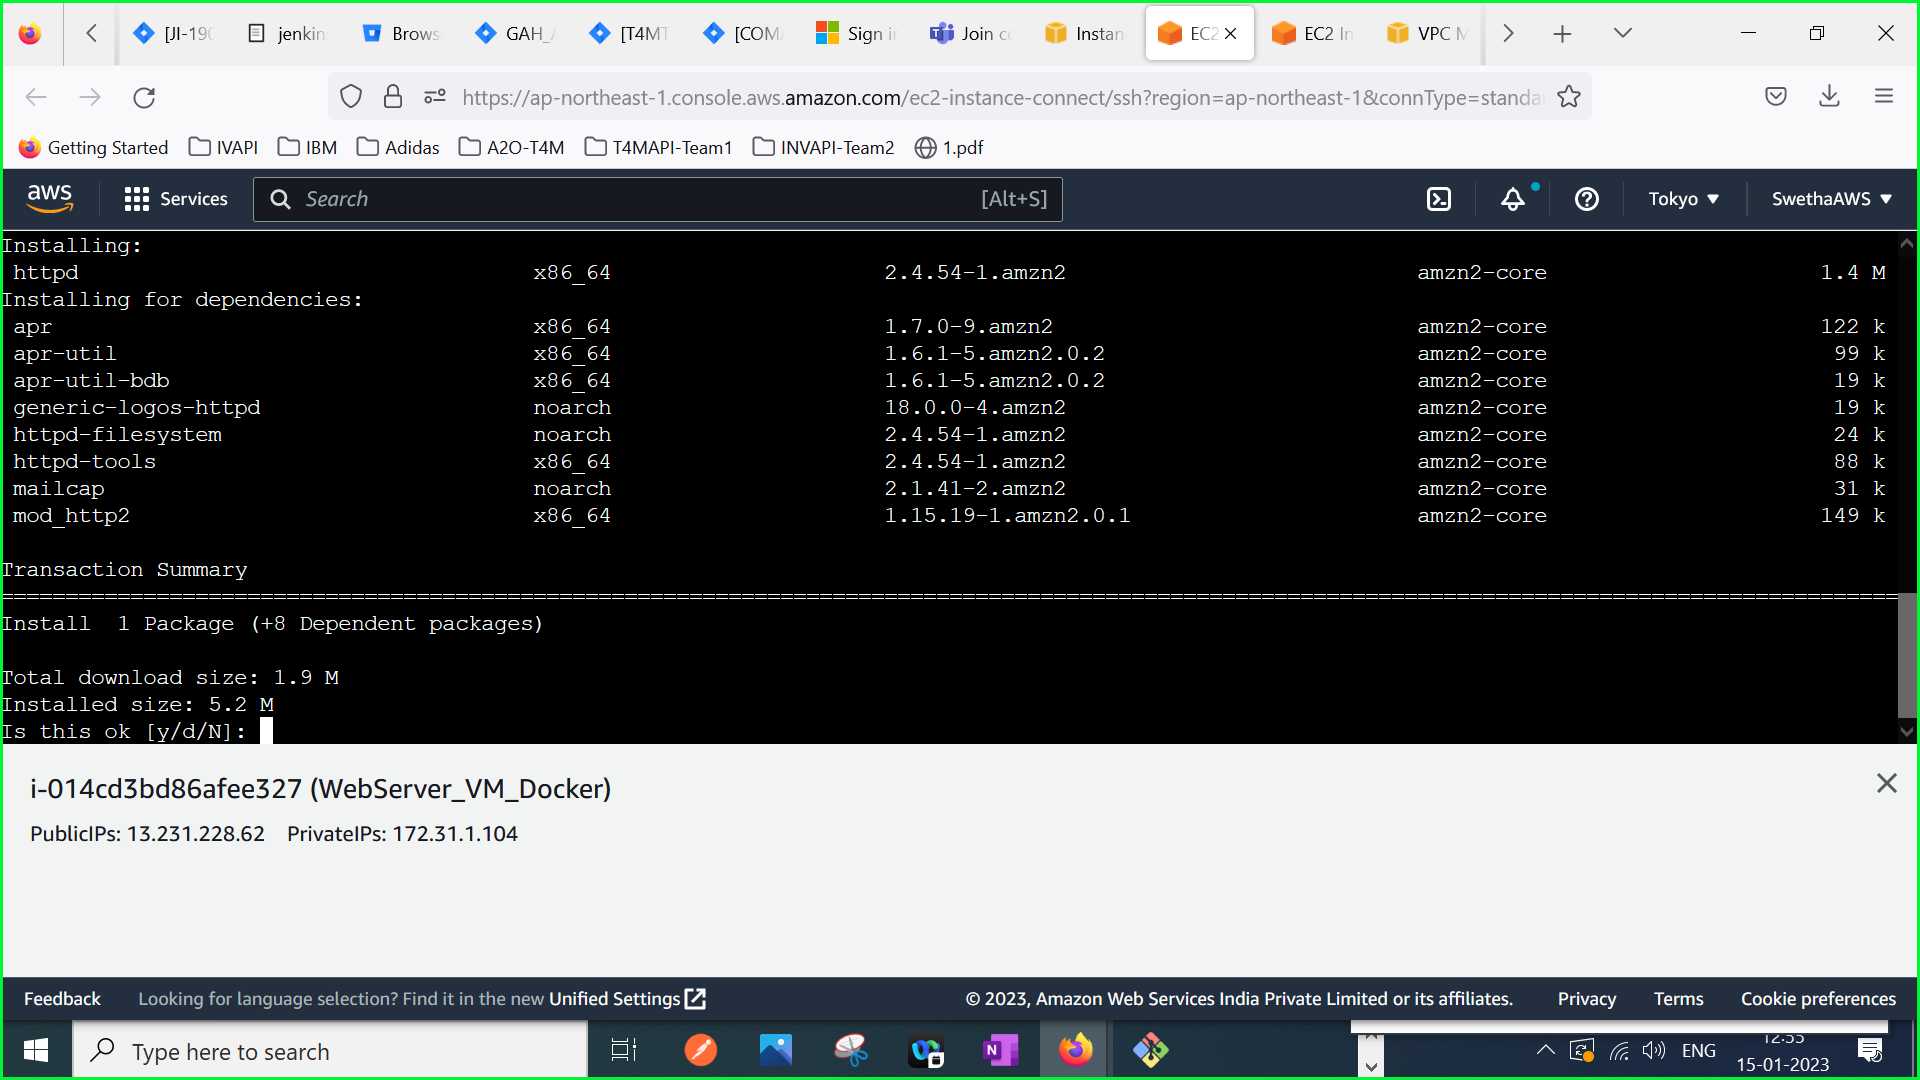 [JI-190
jenkin
Brows
GAH_
[T4MT
[COM
Sign i
Join c
Instan
EC2
EC2 In
VPC M
https://ap-northeast-1.console.aws.amazon.com/ec2-instance-connect/ssh?region=ap-northeast-1&connType=standa
Getting Started IVAPI IBM Adidas A2O-T4M T4MAPI-Team1 INVAPI-Team2 1.pdf
aws Services Search [Alt+S] Tokyo SwethaAWS
Installing:
httpd x86_64 2.4.54-1.amzn2 amzn2-core 1.4 M
Installing for dependencies:
apr x86_64 1.7.0-9.amzn2 amzn2-core 122 k
apr-util x86_64 1.6.1-5.amzn2.0.2 amzn2-core 99 k
apr-util-bdb x86_64 1.6.1-5.amzn2.0.2 amzn2-core 19 k
generic-logos-httpd noarch 18.0.0-4.amzn2 amzn2-core 19 k
httpd-filesystem noarch 2.4.54-1.amzn2 amzn2-core 24 k
httpd-tools x86_64 2.4.54-1.amzn2 amzn2-core 88 k
mailcap noarch 2.1.41-2.amzn2 amzn2-core 31 k
mod_http2 x86_64 1.15.19-1.amzn2.0.1 amzn2-core 149 k
Transaction Summary
Install 1 Package (+8 Dependent packages)
Total download size: 1.9 M
Installed size: 5.2 M
Is this ok [y/d/N]:
i-014cd3bd86afee327 (WebServer_VM_Docker)
PublicIPs: 13.231.228.62 PrivateIPs: 172.31.1.104
Feedback Looking for language selection? Find it in the new Unified Settings © 2023, Amazon Web Services India Private Limited or its affiliates. Privacy Terms Cookie preferences
Type here to search
ENG
12:55
15-01-2023